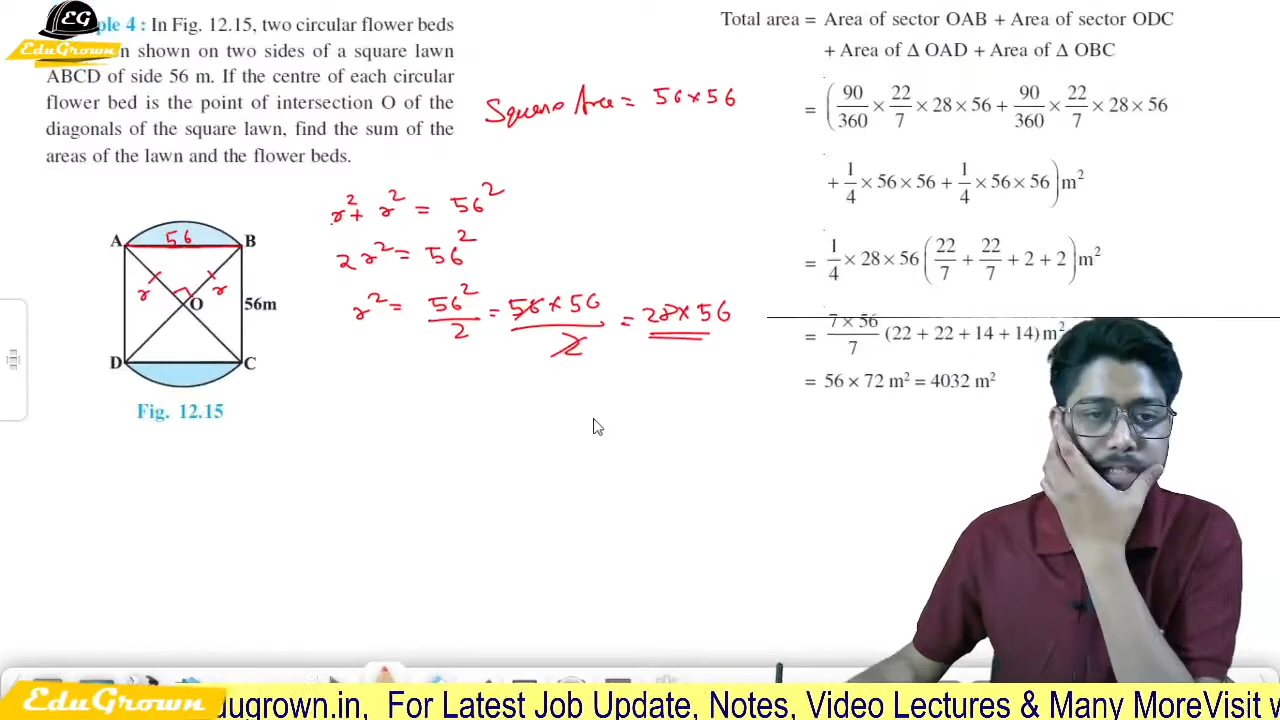 EG
EduGrown
ple 4 : In Fig. 12.15, two circular flower beds
n shown on two sides of a square lawn
ABCD of side 56 m. If the centre of each circular
flower bed is the point of intersection O of the
diagonals of the square lawn, find the sum of the
areas of the lawn and the flower beds.
Square Area = 56 × 56
r² + r² = 56²
2r² = 56²
r² = 56²/2 = 56 × 56/2 = 28 × 56
A 56 B
r r
O 56m
D C
Fig. 12.15
Total area = Area of sector OAB + Area of sector ODC
+ Area of Δ OAD + Area of Δ OBC
= (90/360 × 22/7 × 28 × 56 + 90/360 × 22/7 × 28 × 56
+ 1/4 × 56 × 56 + 1/4 × 56 × 56) m²
= 1/4 × 28 × 56 (22/7 + 22/7 + 2 + 2) m²
= 7 × 56/7 (22 + 22 + 14 + 14) m²
= 56 × 72 m² = 4032 m²
EduGrown
dugrown.in, For Latest Job Update, Notes, Video Lectures & Many MoreVisit w